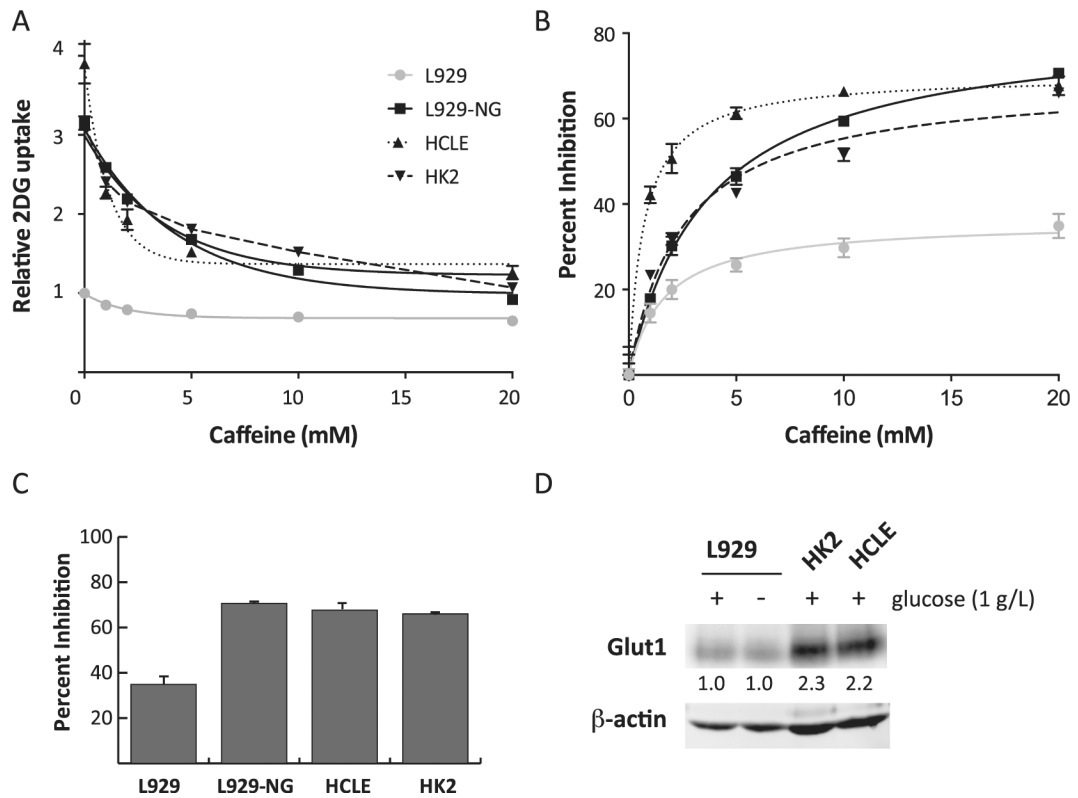 A
4
3
2
1
0
5
10
15
20
Relative 2DG uptake
Caffeine (mM)
L929
L929-NG
HCLE
HK2
B
80
60
40
20
0
0
5
10
15
20
Percent Inhibition
Caffeine (mM)
C
100
80
60
40
20
Percent Inhibition
L929
L929-NG
HCLE
HK2
D
L929
HK2
HCLE
+ - + + glucose (1 g/L)
Glut1
1.0 1.0 2.3 2.2
β-actin